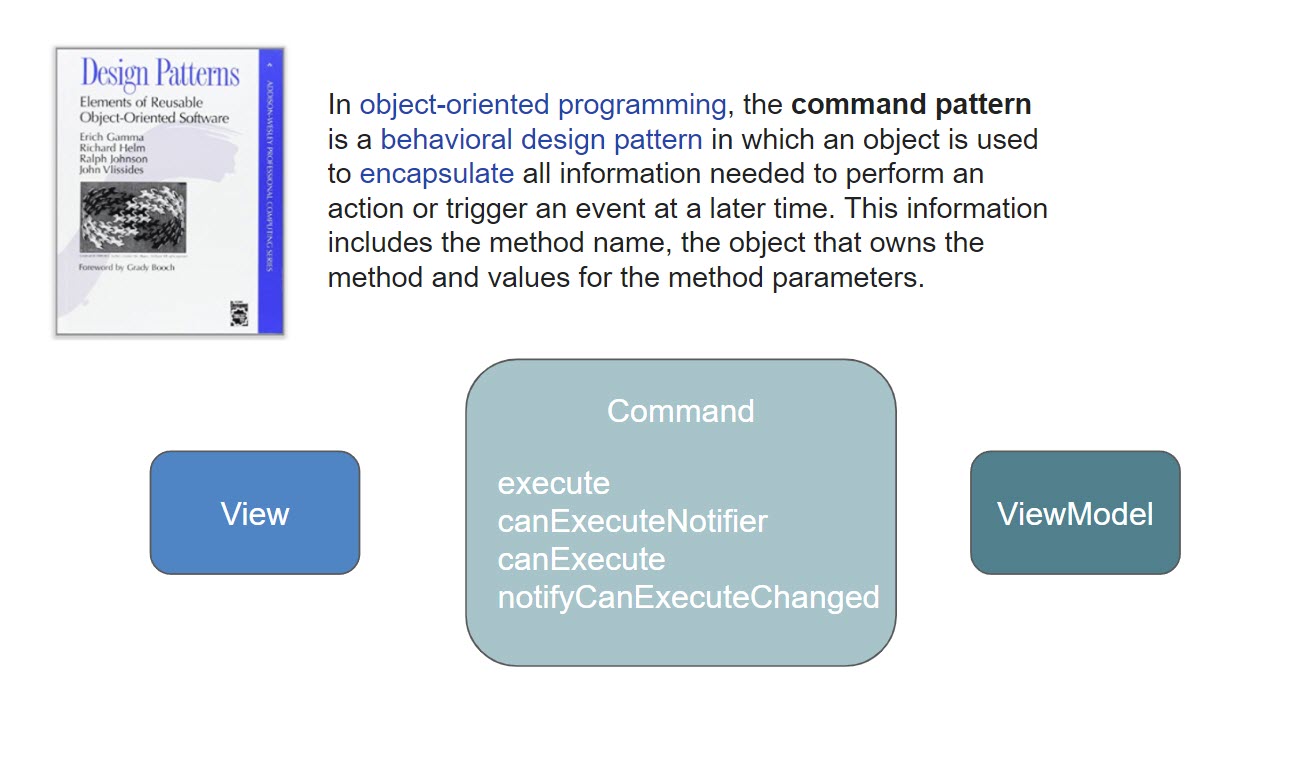 Design Patterns
Elements of Reusable
Object-Oriented Software
Erich Gamma
Richard Helm
Ralph Johnson
John Vlissides
Foreword by Grady Booch
ADDISON-WESLEY PROFESSIONAL COMPUTING SERIES
In object-oriented programming, the command pattern
is a behavioral design pattern in which an object is used
to encapsulate all information needed to perform an
action or trigger an event at a later time. This information
includes the method name, the object that owns the
method and values for the method parameters.
View
Command
execute
canExecuteNotifier
canExecute
notifyCanExecuteChanged
ViewModel